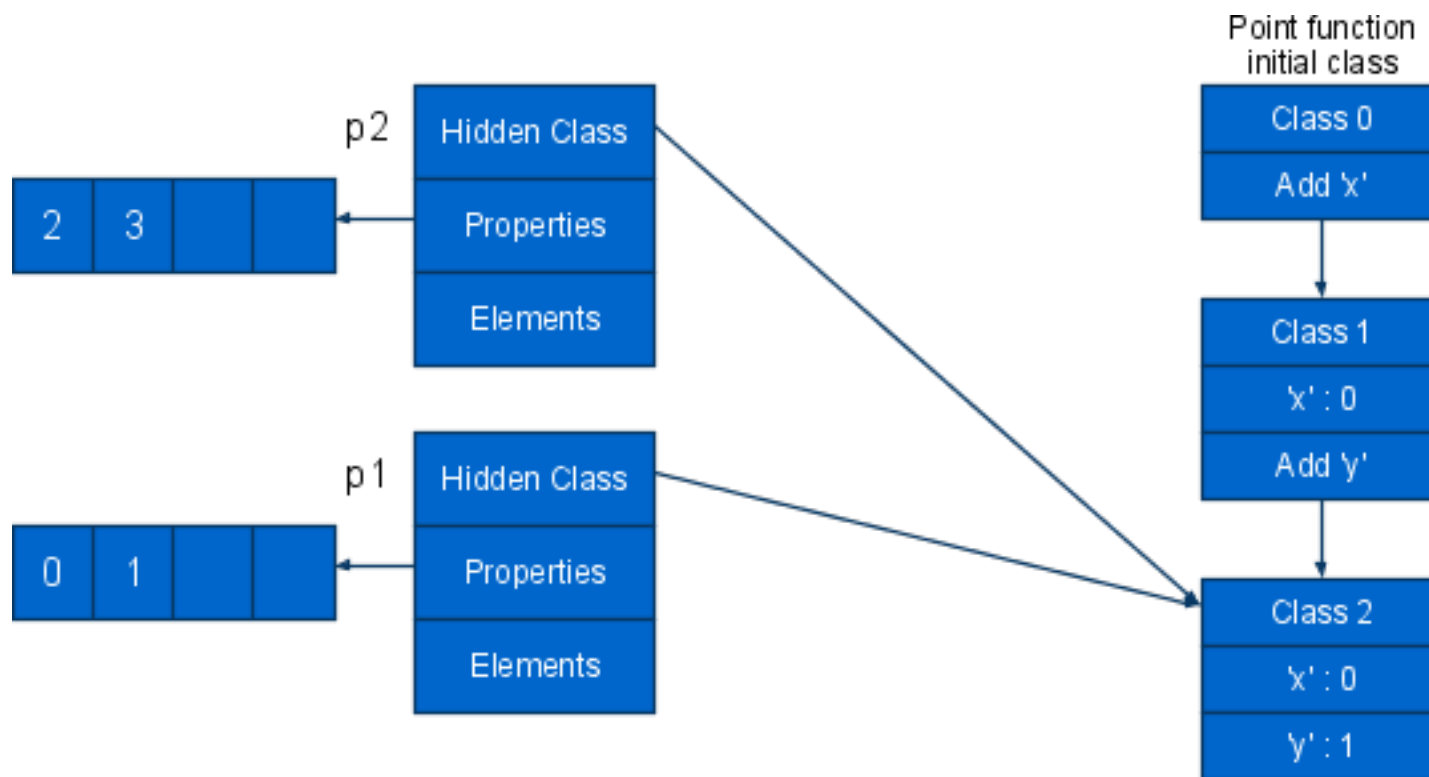 Point function
initial class
p2
Hidden Class
Properties
Elements
2 3
p1
Hidden Class
Properties
Elements
0 1
Class 0
Add 'x'
Class 1
'x' : 0
Add 'y'
Class 2
'x' : 0
'y' : 1